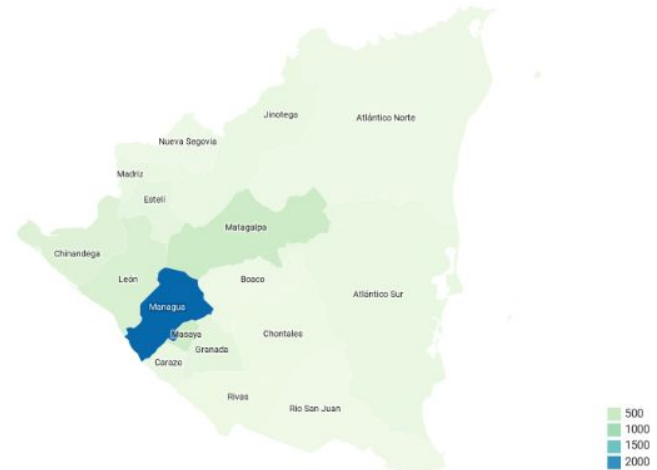 Jinotega
Atlántico Norte
Nueva Segovia
Madriz
Estelí
Matagalpa
Chinandega
León
Boaco
Atlántico Sur
Managua
Masaya
Chontales
Granada
Carazo
Rivas
Río San Juan
500
1000
1500
2000